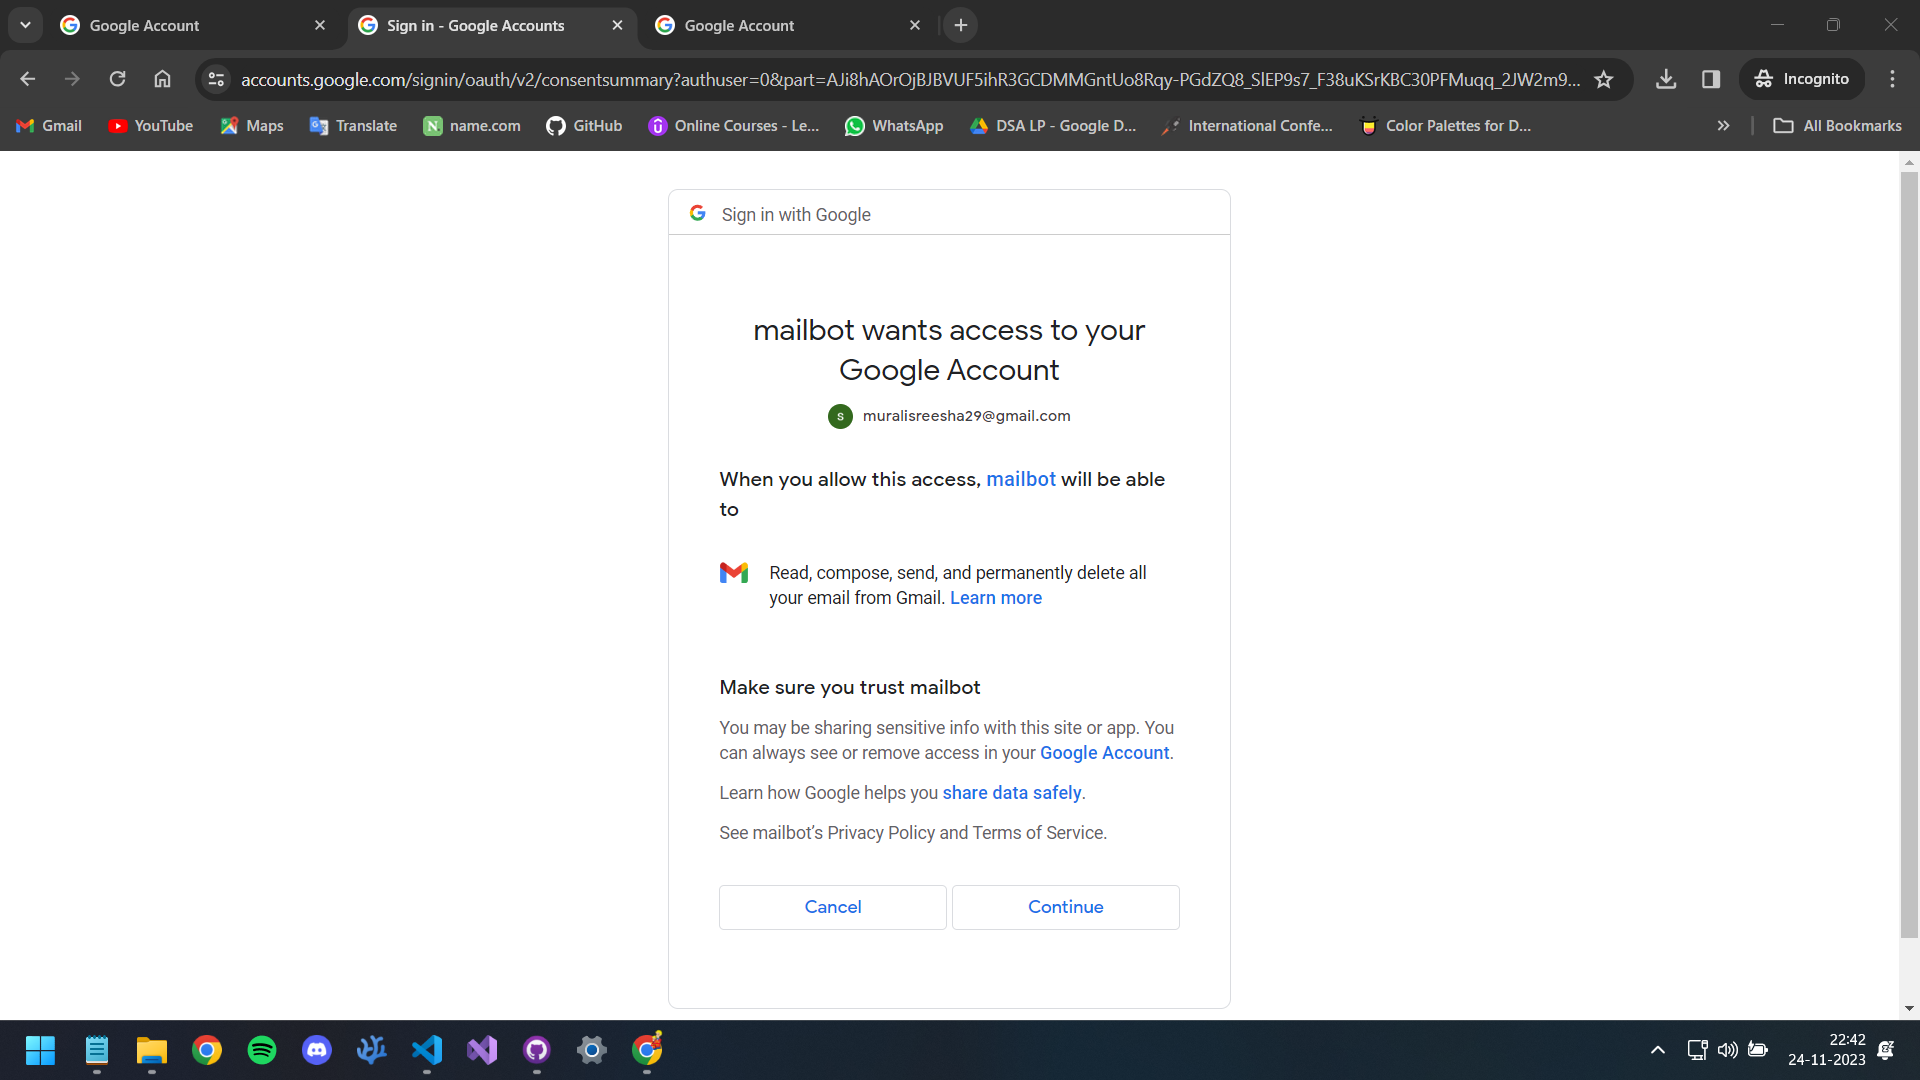 Google Account
Sign in - Google Accounts
Google Account
accounts.google.com/signin/oauth/v2/consentsummary?authuser=0&part=AJi8hAOrOjBJBVUF5ihR3GCDMMGntUo8Rqy-PGdZQ8_SlEP9s7_F38uKSrKBC30PFMuqq_2JW2m9...
Incognito
Gmail
YouTube
Maps
Translate
name.com
GitHub
Online Courses - Le...
WhatsApp
DSA LP - Google D...
International Confe...
Color Palettes for D...
All Bookmarks
Sign in with Google
mailbot wants access to your
Google Account
s muralisreesha29@gmail.com
When you allow this access, mailbot will be able
to
Read, compose, send, and permanently delete all
your email from Gmail. Learn more
Make sure you trust mailbot
You may be sharing sensitive info with this site or app. You
can always see or remove access in your Google Account.
Learn how Google helps you share data safely.
See mailbot’s Privacy Policy and Terms of Service.
Cancel
Continue
22:42
24-11-2023